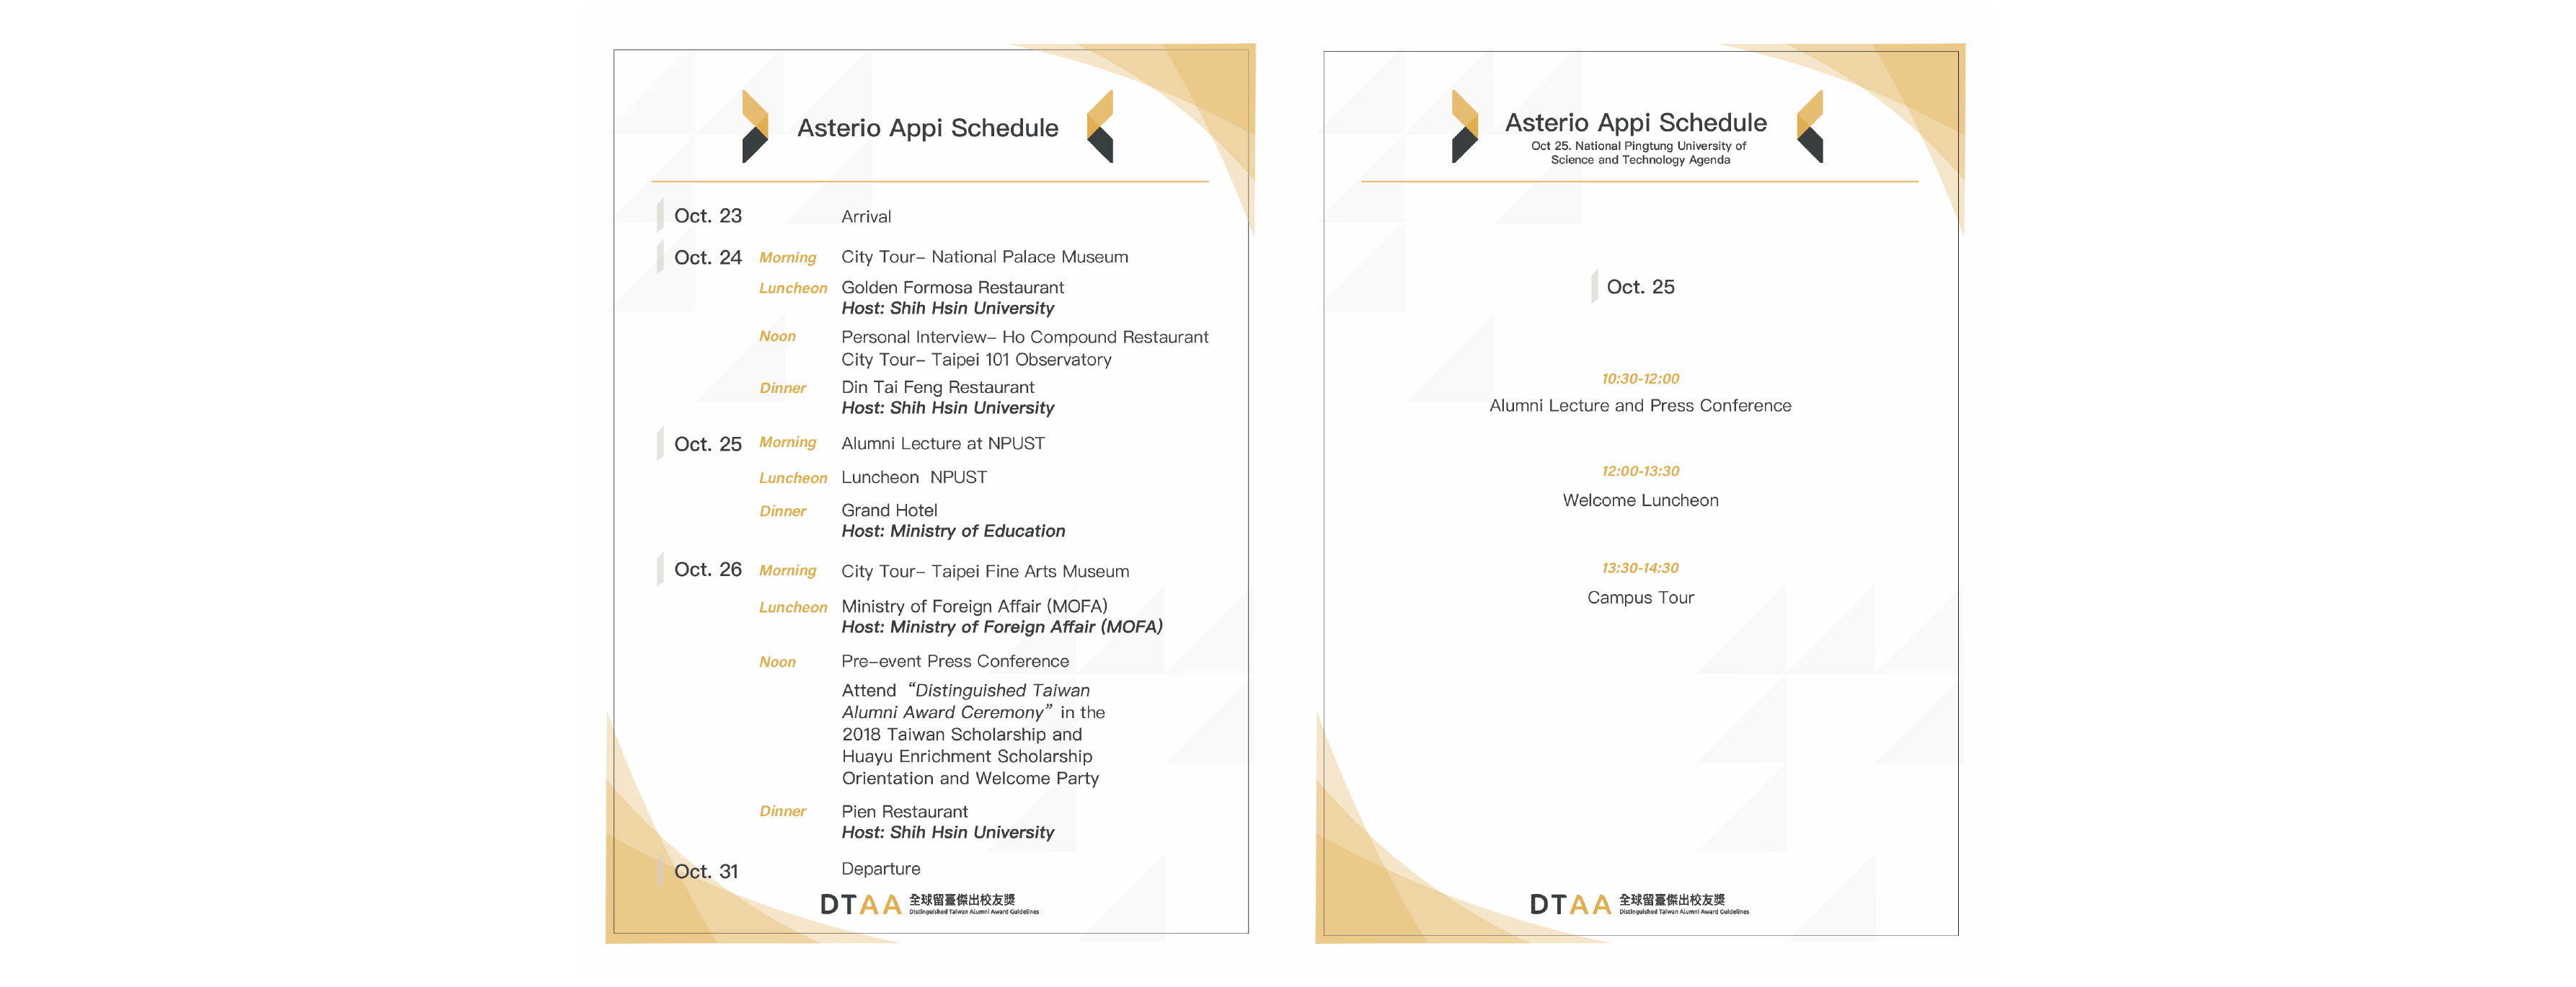 Asterio Appi Schedule
Oct. 23 Arrival
Oct. 24 Morning City Tour– National Palace Museum
Luncheon Golden Formosa Restaurant
Host: Shih Hsin University
Noon Personal Interview– Ho Compound Restaurant
City Tour– Taipei 101 Observatory
Dinner Din Tai Feng Restaurant
Host: Shih Hsin University
Oct. 25 Morning Alumni Lecture at NPUST
Luncheon Luncheon NPUST
Dinner Grand Hotel
Host: Ministry of Education
Oct. 26 Morning City Tour– Taipei Fine Arts Museum
Luncheon Ministry of Foreign Affair (MOFA)
Host: Ministry of Foreign Affair (MOFA)
Noon Pre–event Press Conference
Attend “Distinguished Taiwan
Alumni Award Ceremony” in the
2018 Taiwan Scholarship and
Huayu Enrichment Scholarship
Orientation and Welcome Party
Dinner Pien Restaurant
Host: Shih Hsin University
Oct. 31 Departure
DTAA 全球留臺傑出校友獎
Distinguished Taiwan Alumni Award Guidelines
Asterio Appi Schedule
Oct 25. National Pingtung University of
Science and Technology Agenda
Oct. 25
10:30-12:00
Alumni Lecture and Press Conference
12:00-13:30
Welcome Luncheon
13:30-14:30
Campus Tour
DTAA 全球留臺傑出校友獎
Distinguished Taiwan Alumni Award Guidelines